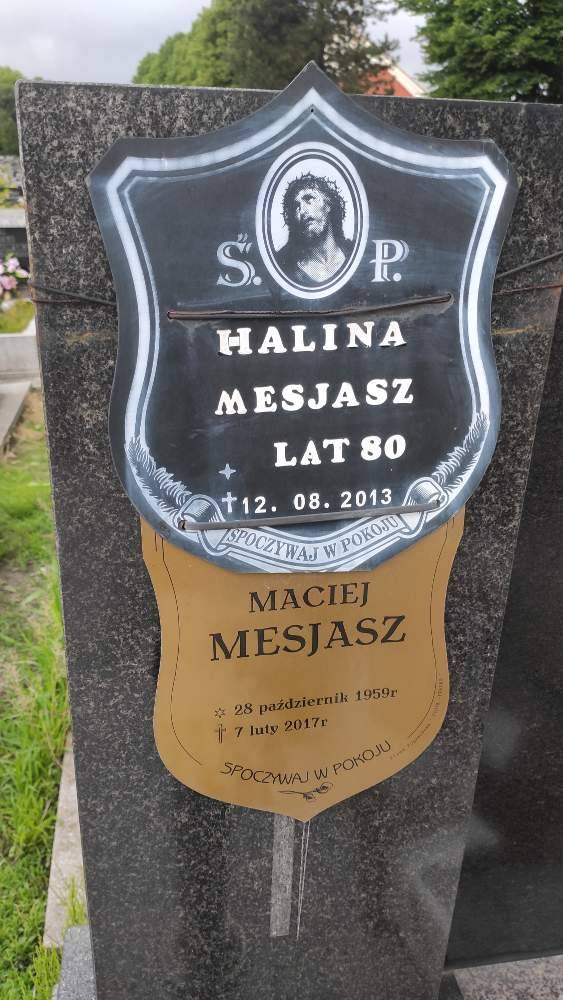 Ś. P.
HALINA
MESJASZ
LAT 80
12. 08. 2013
SPOCZYWAJ W POKOJU
MACIEJ
MESJASZ
28 październik 1959r
7 luty 2017r
SPOCZYWAJ W POKOJU